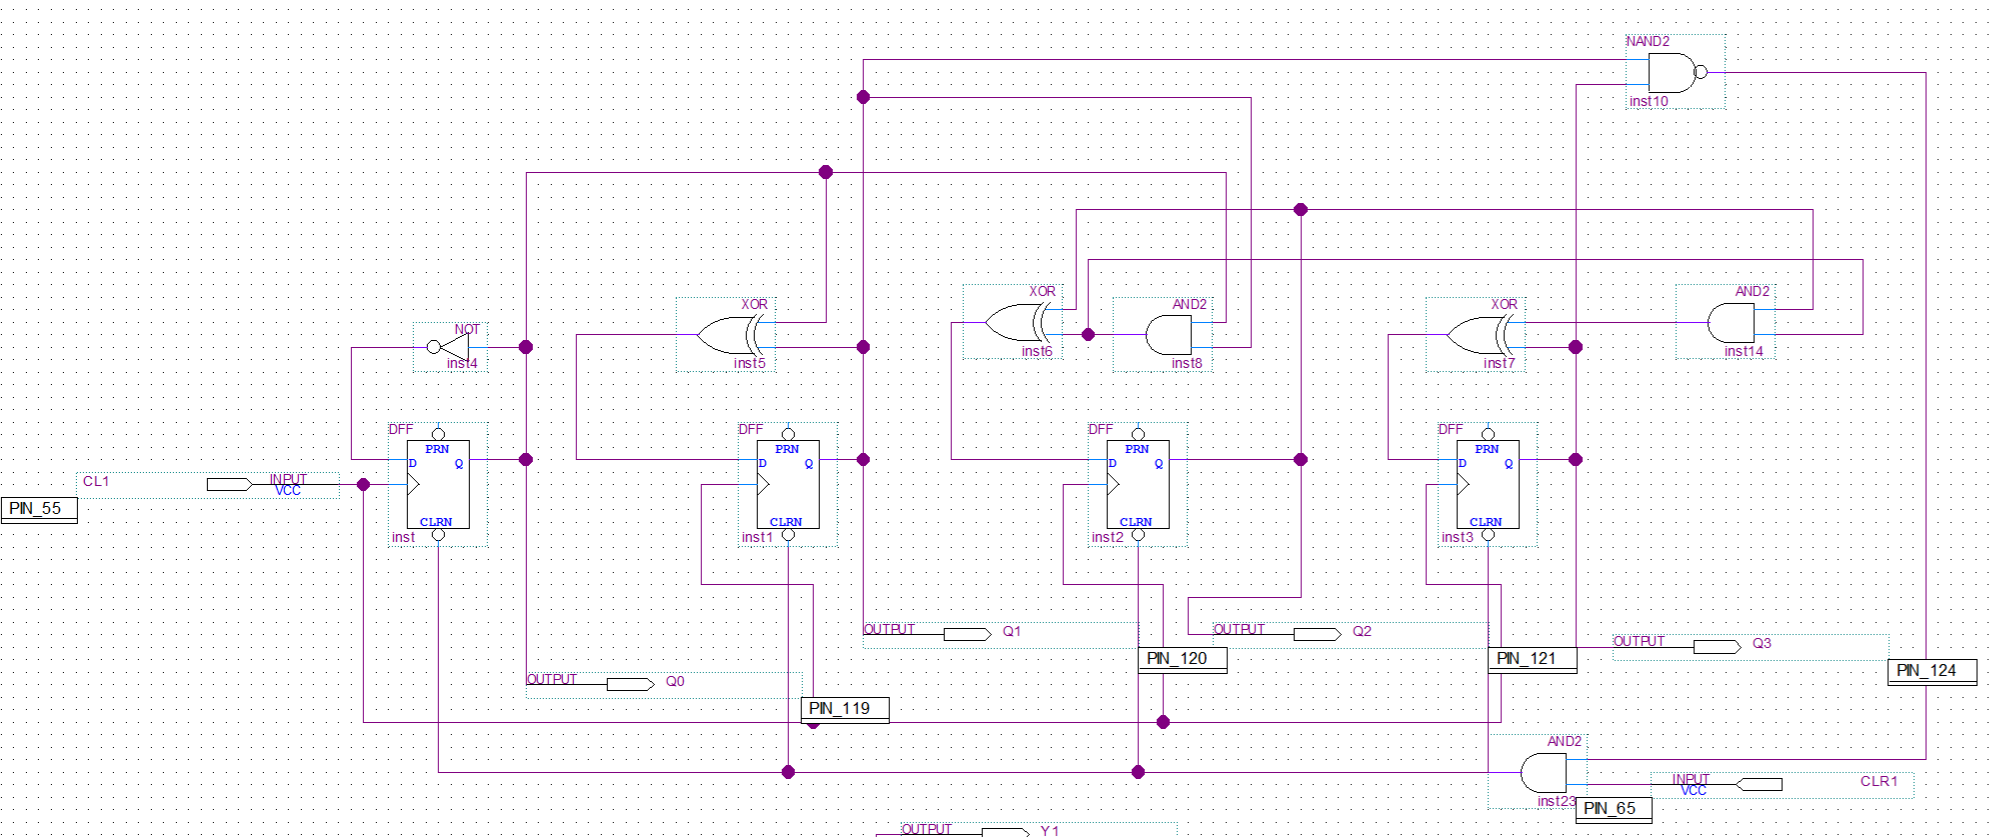 NAND2
inst10
XOR
AND2
AND2
XOR
XOR
NOT
inst6
inst14
inst4
inst5
inst8
inst7
DFF
DFF
DFF
DFF
PRN
PRN
PRN
PRN
D
Q
D
Q
D
Q
D
Q
CL1
INPUT
VCC
PIN_55
CLRN
CLRN
CLRN
CLRN
inst
inst1
inst2
inst3
OUTPUT
Q1
OUTPUT
Q2
OUTPUT
Q3
PIN_120
PIN_121
PIN_124
OUTPUT
Q0
PIN_119
AND2
INPUT
VCC
CLR1
inst23
PIN_65
OUTPUT
Y1